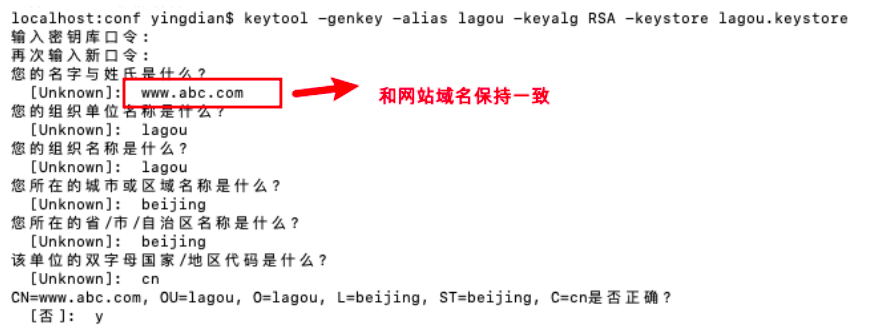 localhost:conf yingdian$ keytool -genkey -alias lagou -keyalg RSA -keystore lagou.keystore
输入密钥库口令:
再次输入新口令:
您的名字与姓氏是什么?
[Unknown]: www.abc.com
和网站域名保持一致
您的组织单位名称是什么?
[Unknown]: lagou
您的组织名称是什么?
[Unknown]: lagou
您所在的城市或区域名称是什么?
[Unknown]: beijing
您所在的省/市/自治区名称是什么?
[Unknown]: beijing
该单位的双字母国家/地区代码是什么?
[Unknown]: cn
CN=www.abc.com, OU=lagou, O=lagou, L=beijing, ST=beijing, C=cn是否正确?
[否]: y